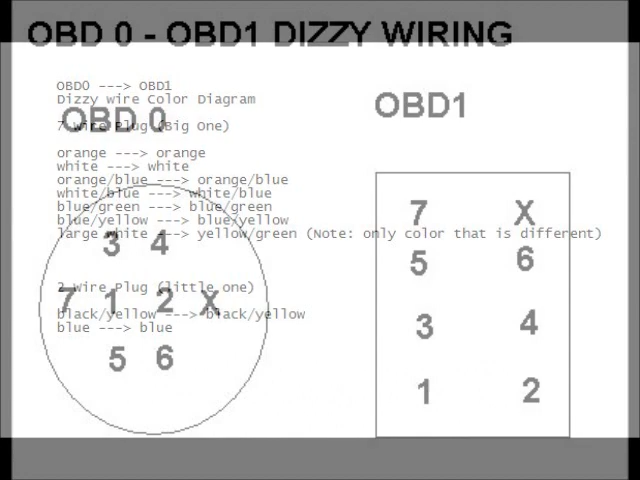 OBD 0 - OBD1 DIZZY WIRING
OBD0 ---> OBD1
Dizzy wire Color Diagram
OBD 0
OBD1
7 Wire Plug (Big One)
orange ---> orange
white ---> white
orange/blue ---> orange/blue
white/blue ---> white/blue
blue/green ---> blue/green
blue/yellow ---> blue/yellow
large white ---> yellow/green (Note: only color that is different)
2 Wire Plug (little one)
black/yellow ---> black/yellow
blue ---> blue
3 4
7 1 2 X
5 6
7 X
5 6
3 4
1 2